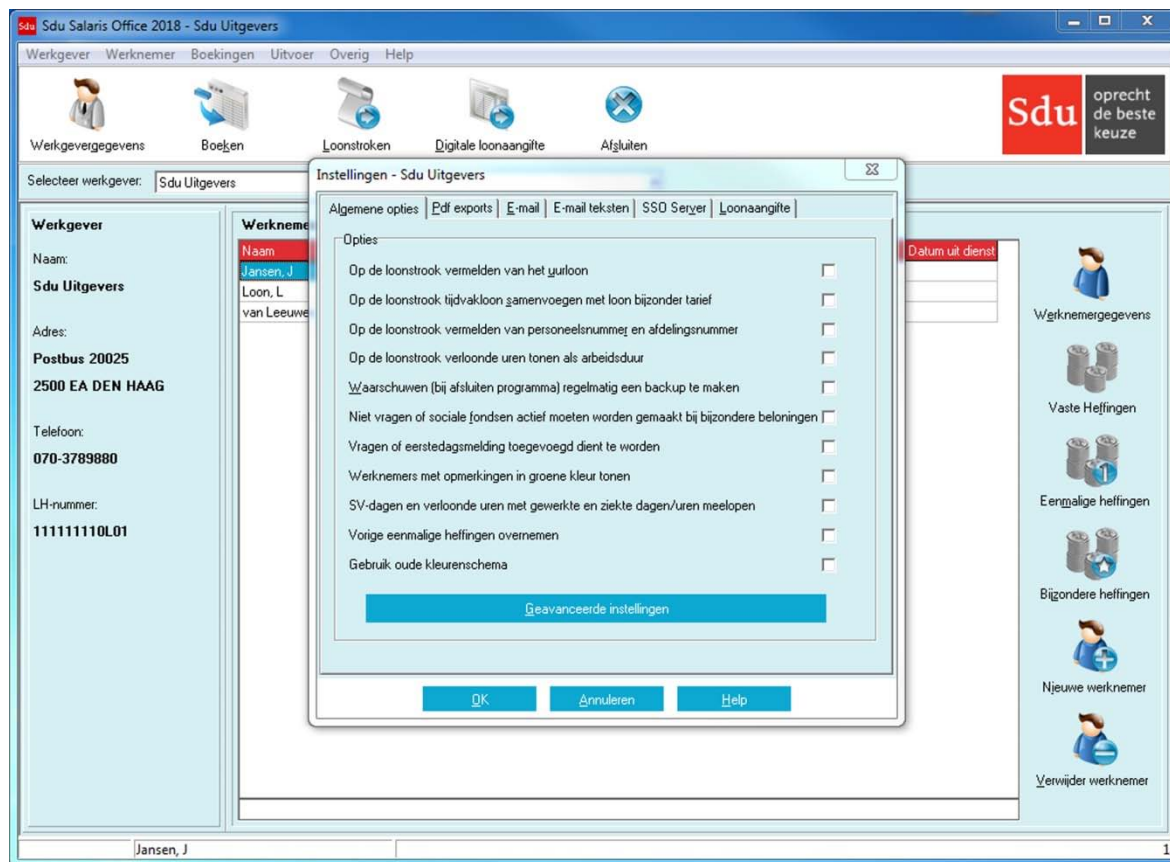 Sdu Sdu Salaris Office 2018 - Sdu Uitgevers
Werkgever Werknemer Boekingen Uitvoer Overig Help
Werkgevergegevens Boeken Loonstroken Digitale loonaangifte Afsluiten
Sdu oprecht
de beste
keuze
Selecteer werkgever: Sdu Uitgevers
Werkgever
Naam:
Sdu Uitgevers
Adres:
Postbus 20025
2500 EA DEN HAAG
Telefoon:
070-3789880
LH-nummer:
111111110L01
Werkneme
Naam Datum uit dienst
Jansen, J
Loon, L
van Leeuwe
Instellingen - Sdu Uitgevers
Algemene opties Pdf exports E-mail E-mail teksten SSO Server Loonaangifte
Opties
Op de loonstrook vermelden van het uurloon
Op de loonstrook tijdvakloon samenvoegen met loon bijzonder tarief
Op de loonstrook vermelden van personeelsnummer en afdelingsnummer
Op de loonstrook verloonde uren tonen als arbeidsduur
Waarschuwen (bij afsluiten programma) regelmatig een backup te maken
Niet vragen of sociale fondsen actief moeten worden gemaakt bij bijzondere beloningen
Vragen of eerstedagsmelding toegevoegd dient te worden
Werknemers met opmerkingen in groene kleur tonen
SV-dagen en verloonde uren met gewerkte en ziekte dagen/uren meelopen
Vorige eenmalige heffingen overnemen
Gebruik oude kleurenschema
Geavanceerde instellingen
OK Annuleren Help
Werknemergegevens
Vaste Heffingen
1
Eenmalige heffingen
Bijzondere heffingen
Nieuwe werknemer
Verwijder werknemer
Jansen, J 1